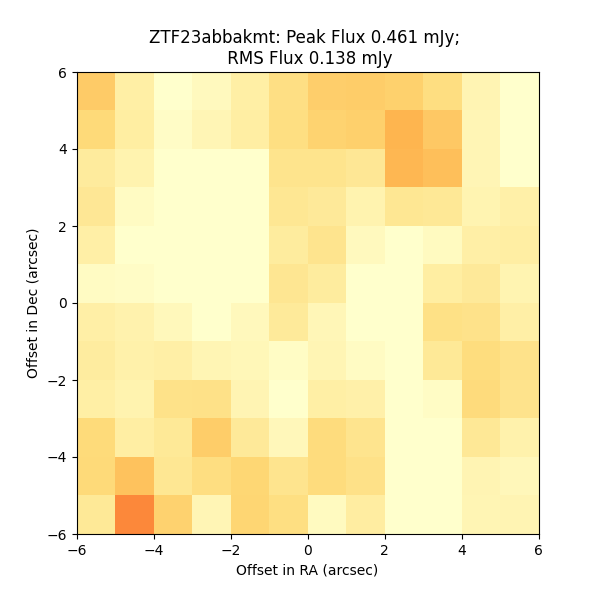 ZTF23abbakmt: Peak Flux 0.461 mJy;
RMS Flux 0.138 mJy
6
4
2
0
−2
−4
−6
Offset in Dec (arcsec)
−6 −4 −2 0 2 4 6
Offset in RA (arcsec)